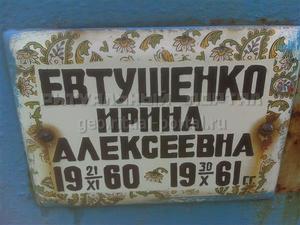 ЕВТУШЕНКО
ИРИНА
АЛЕКСЕЕВНА
19 21/XI 60 19 30/X 61 ГГ